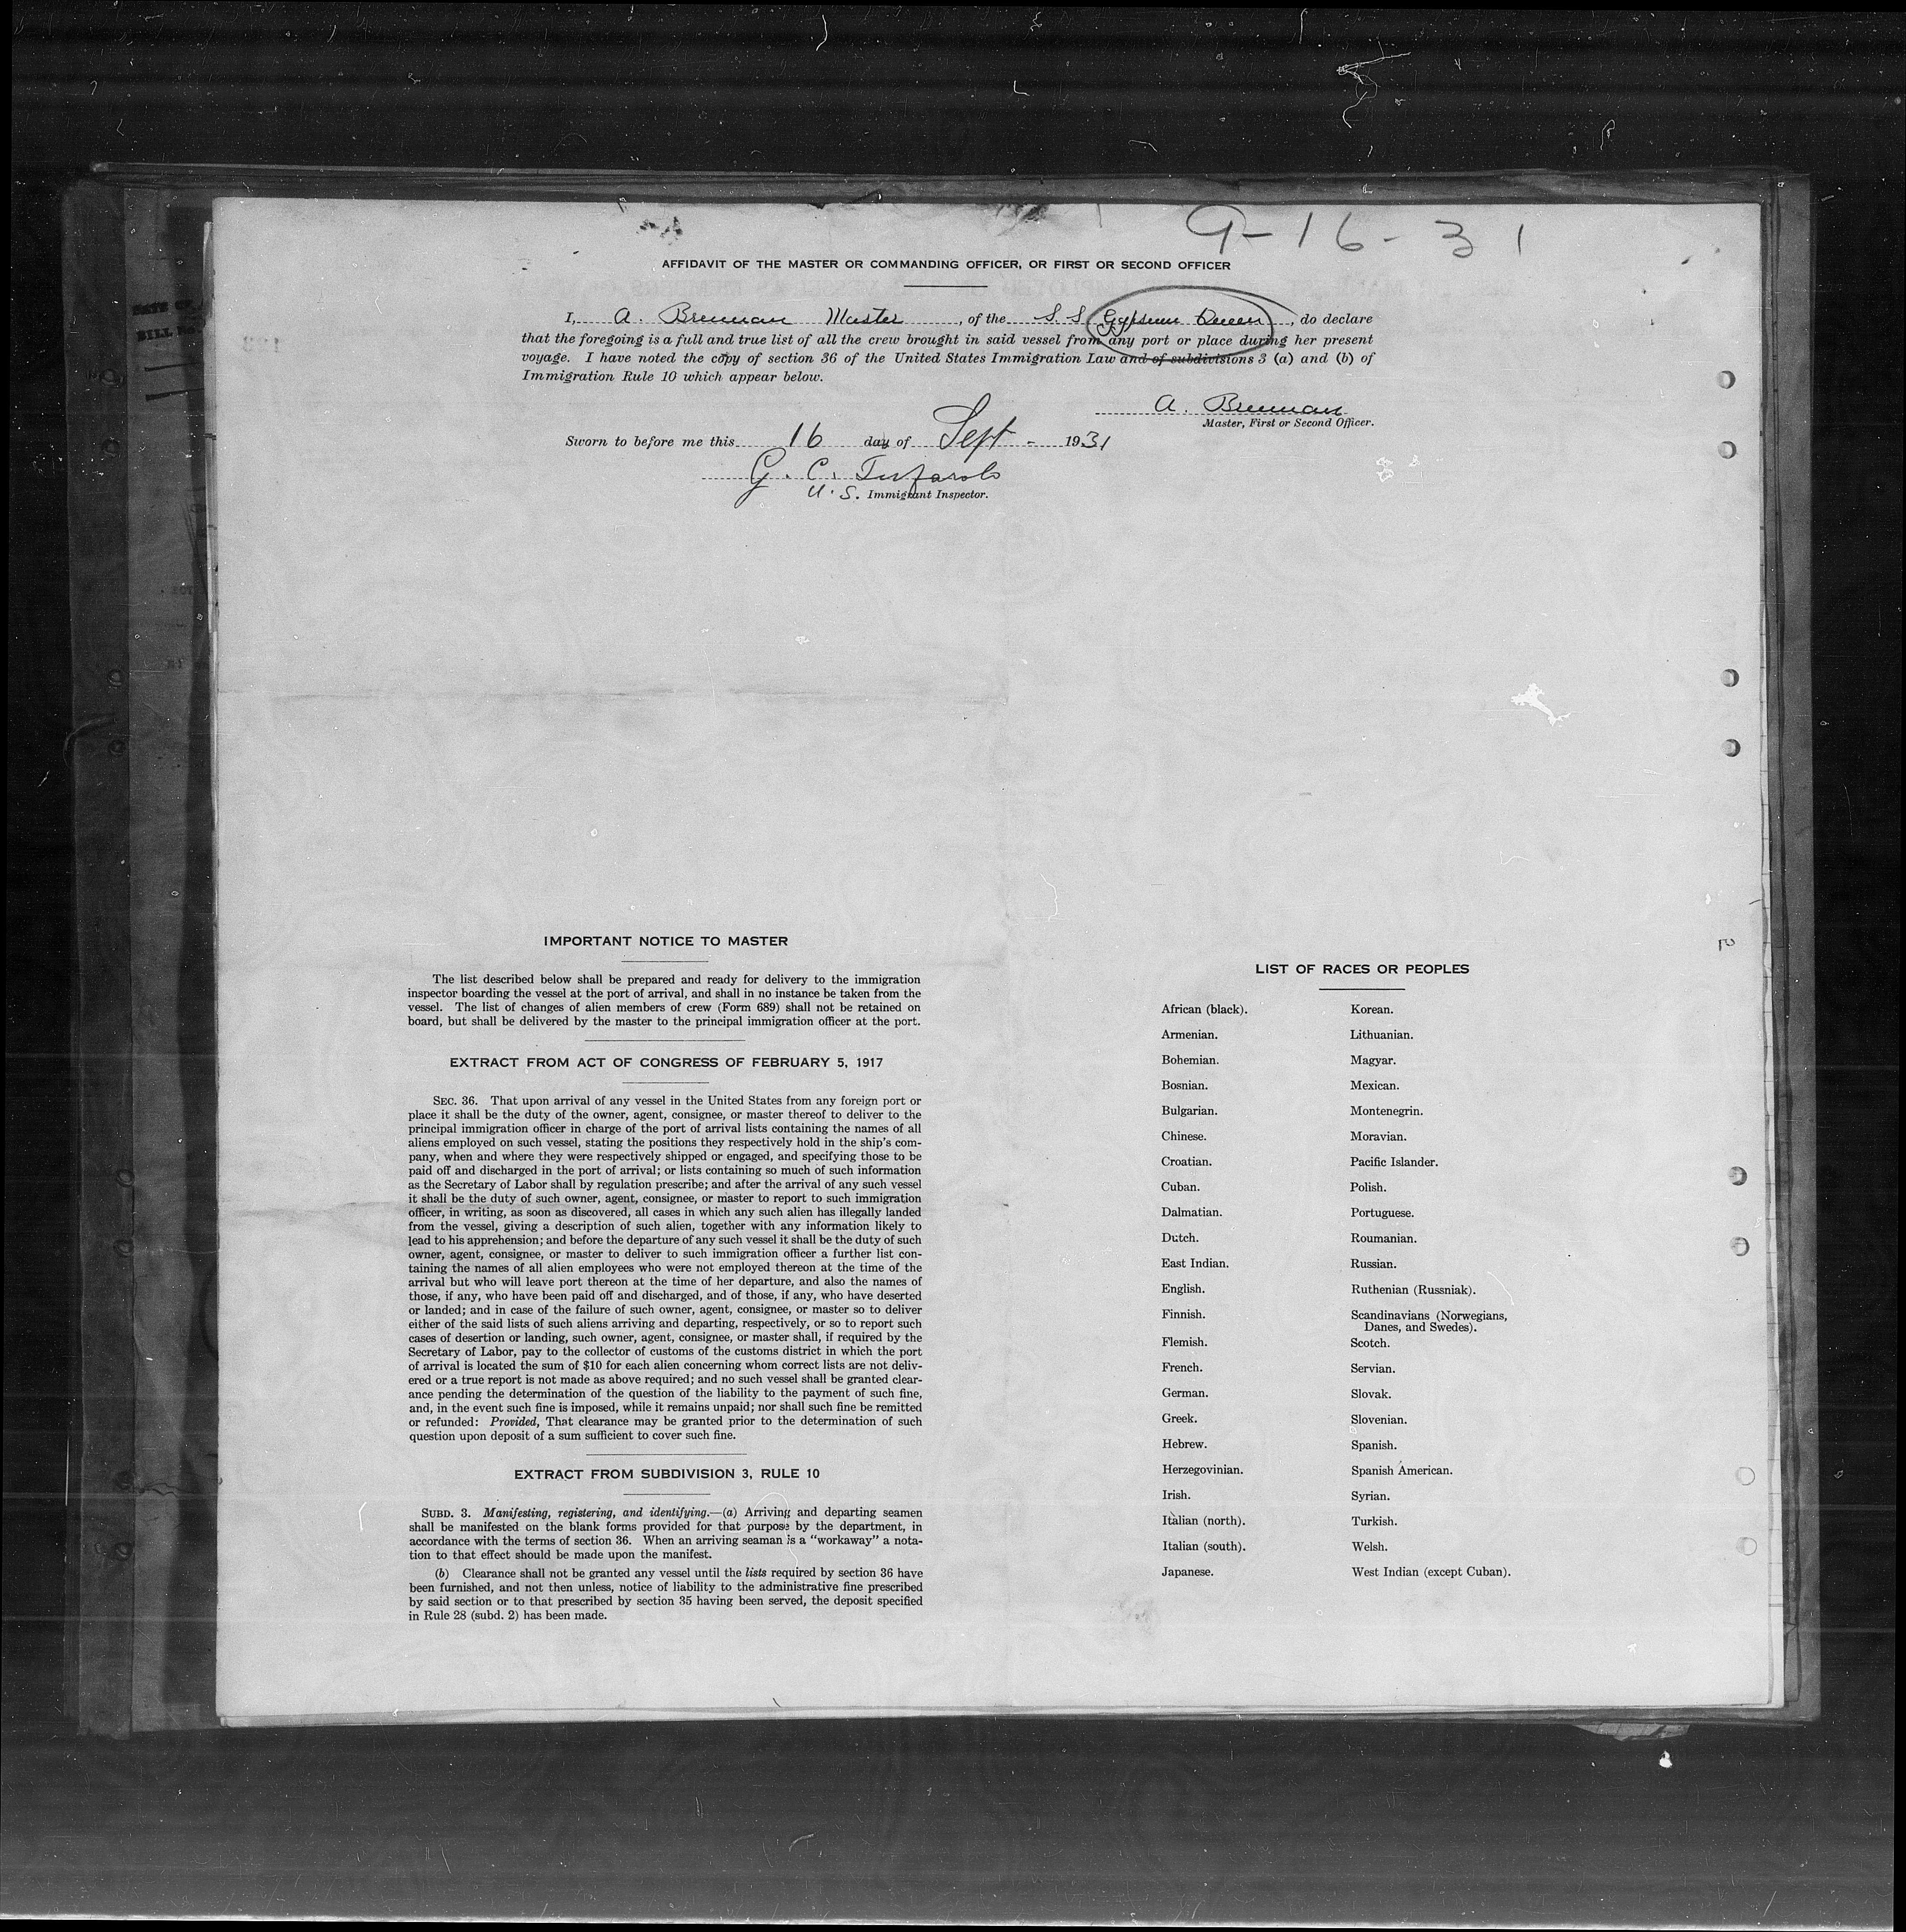 9-16-31
AFFIDAVIT OF THE MASTER OR COMMANDING OFFICER, OR FIRST OR SECOND OFFICER
I, A. Brennan Master, of the S.S. Gypsum Queen, do declare
that the foregoing is a full and true list of all the crew brought in said vessel from any port or place during her present
voyage. I have noted the copy of section 36 of the United States Immigration Law and of subdivisions 3 (a) and (b) of
Immigration Rule 10 which appear below.
A. Brennan
Master, First or Second Officer.
Sworn to before me this 16 day of Sept - 1931
G. C.
U. S. Immigrant Inspector.
IMPORTANT NOTICE TO MASTER
The list described below shall be prepared and ready for delivery to the immigration
inspector boarding the vessel at the port of arrival, and shall in no instance be taken from the
vessel. The list of changes of alien members of crew (Form 689) shall not be retained on
board, but shall be delivered by the master to the principal immigration officer at the port.
EXTRACT FROM ACT OF CONGRESS OF FEBRUARY 5, 1917
SEC. 36. That upon arrival of any vessel in the United States from any foreign port or
place it shall be the duty of the owner, agent, consignee, or master thereof to deliver to the
principal immigration officer in charge of the port of arrival lists containing the names of all
aliens employed on such vessel, stating the positions they respectively hold in the ship's com-
pany, when and where they were respectively shipped or engaged, and specifying those to be
paid off and discharged in the port of arrival; or lists containing so much of such information
as the Secretary of Labor shall by regulation prescribe; and after the arrival of any such vessel
it shall be the duty of such owner, agent, consignee, or master to report to such immigration
officer, in writing, as soon as discovered, all cases in which any such alien has illegally landed
from the vessel, giving a description of such alien, together with any information likely to
lead to his apprehension; and before the departure of any such vessel it shall be the duty of such
owner, agent, consignee, or master to deliver to such immigration officer a further list con-
taining the names of all alien employees who were not employed thereon at the time of the
arrival but who will leave port thereon at the time of her departure, and also the names of
those, if any, who have been paid off and discharged, and of those, if any, who have deserted
or landed; and in case of the failure of such owner, agent, consignee, or master so to deliver
either of the said lists of such aliens arriving and departing, respectively, or so to report such
cases of desertion or landing, such owner, agent, consignee, or master shall, if required by the
Secretary of Labor, pay to the collector of customs of the customs district in which the port
of arrival is located the sum of $10 for each alien concerning whom correct lists are not deliv-
ered or a true report is not made as above required; and no such vessel shall be granted clear-
ance pending the determination of the question of the liability to the payment of such fine,
and, in the event such fine is imposed, while it remains unpaid; nor shall such fine be remitted
or refunded: Provided, That clearance may be granted prior to the determination of such
question upon deposit of a sum sufficient to cover such fine.
EXTRACT FROM SUBDIVISION 3, RULE 10
SUBD. 3. Manifesting, registering, and identifying.—(a) Arriving and departing seamen
shall be manifested on the blank forms provided for that purpose by the department, in
accordance with the terms of section 36. When an arriving seaman is a "workaway" a nota-
tion to that effect should be made upon the manifest.
(b) Clearance shall not be granted any vessel until the lists required by section 36 have
been furnished, and not then unless, notice of liability to the administrative fine prescribed
by said section or to that prescribed by section 35 having been served, the deposit specified
in Rule 28 (subd. 2) has been made.
LIST OF RACES OR PEOPLES
African (black).
Armenian.
Bohemian.
Bosnian.
Bulgarian.
Chinese.
Croatian.
Cuban.
Dalmatian.
Dutch.
East Indian.
English.
Finnish.
Flemish.
French.
German.
Greek.
Hebrew.
Herzegovinian.
Irish.
Italian (north).
Italian (south).
Japanese.
Korean.
Lithuanian.
Magyar.
Mexican.
Montenegrin.
Moravian.
Pacific Islander.
Polish.
Portuguese.
Roumanian.
Russian.
Ruthenian (Russniak).
Scandinavians (Norwegians,
Danes, and Swedes).
Scotch.
Servian.
Slovak.
Slovenian.
Spanish.
Spanish American.
Syrian.
Turkish.
Welsh.
West Indian (except Cuban).